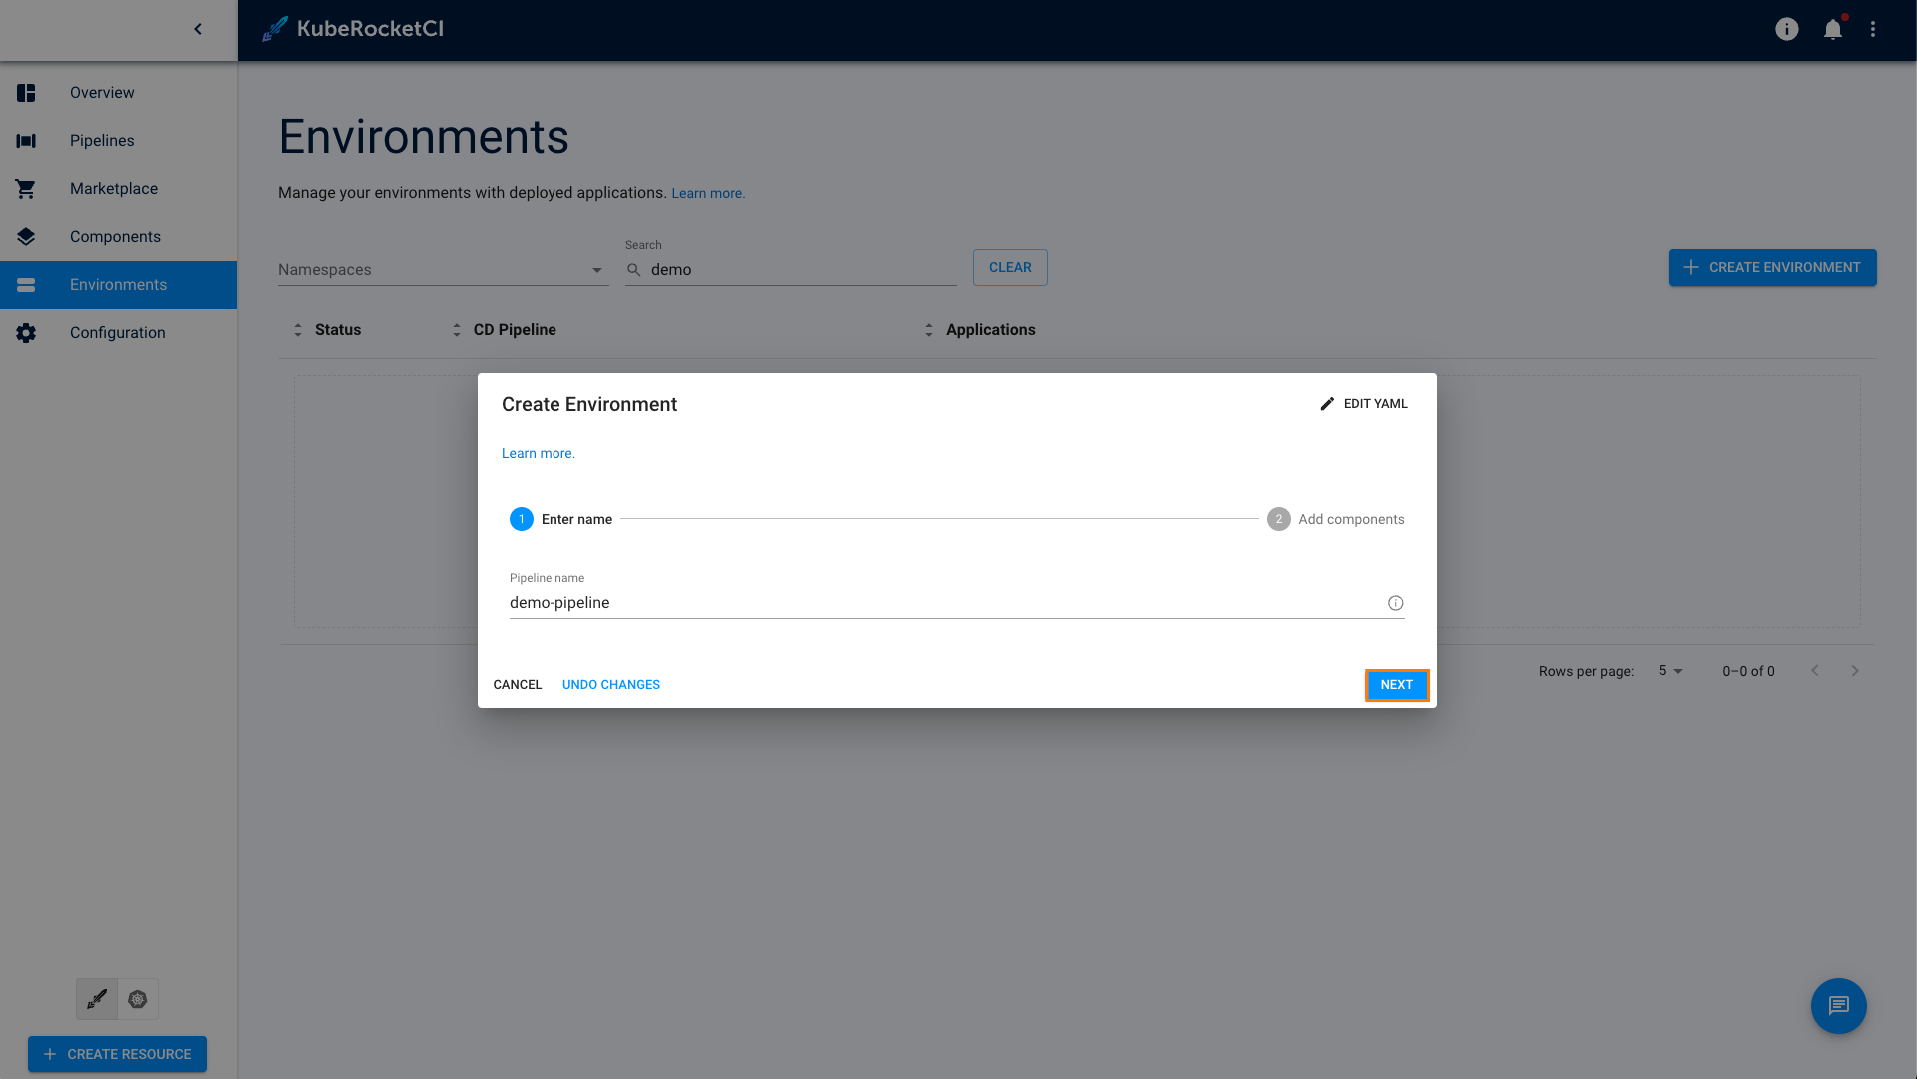 KubeRocketCI
Overview
Pipelines
Marketplace
Components
Environments
Configuration
Environments
Manage your environments with deployed applications. Learn more.
Namespaces
Search
demo
CLEAR
CREATE ENVIRONMENT
Status
CD Pipeline
Applications
Create Environment
EDIT YAML
Learn more.
1 Enter name
2 Add components
Pipeline name
demo-pipeline
CANCEL
UNDO CHANGES
NEXT
Rows per page: 5 0–0 of 0
CREATE RESOURCE